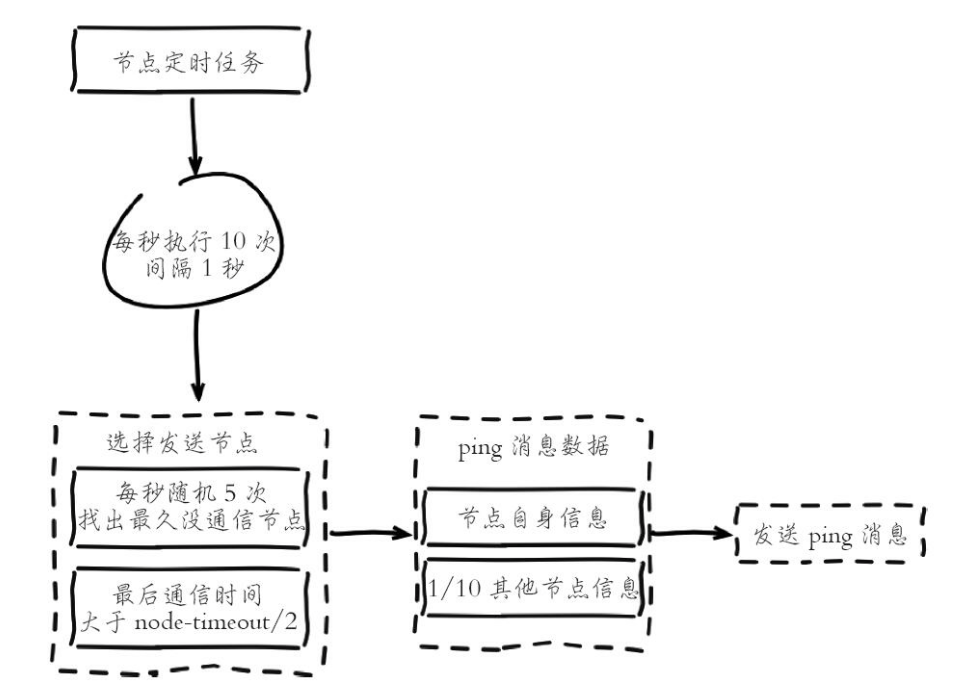 节点定时任务
每秒执行 10 次
间隔 1 秒
选择发送节点
每秒随机 5 次
找出最久没通信节点
最后通信时间
大于 node-timeout/2
ping 消息数据
节点自身信息
1/10 其他节点信息
发送 ping 消息